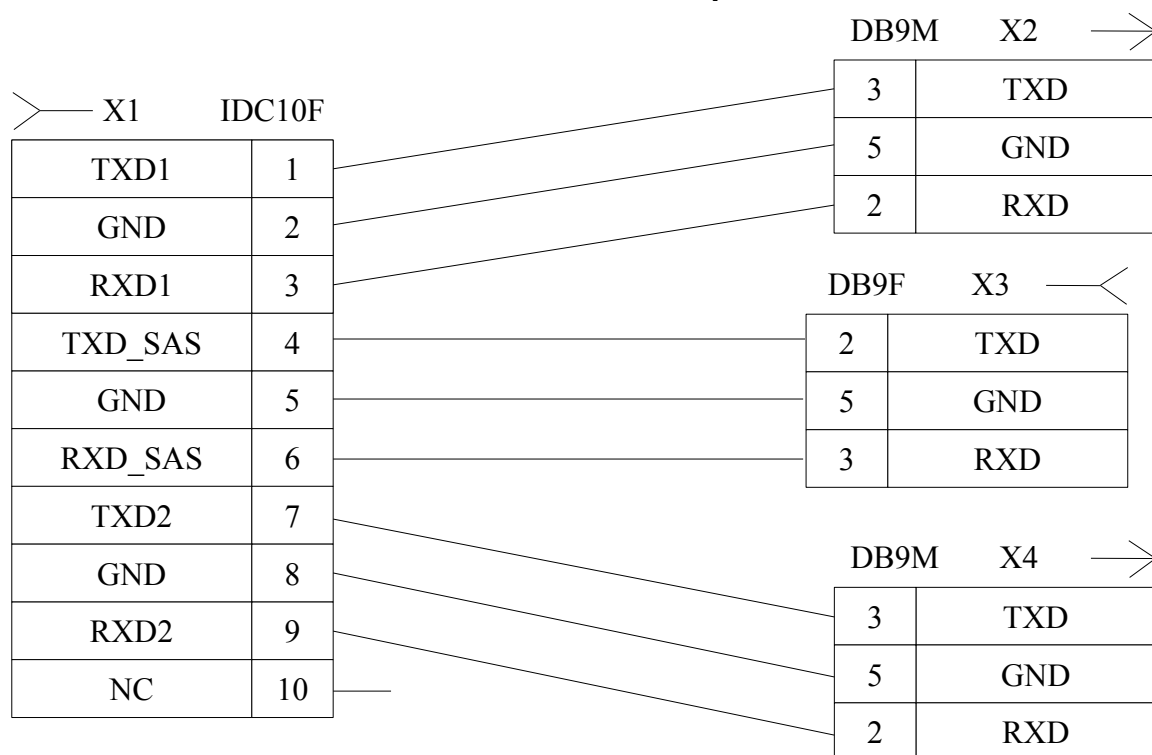 DB9M X2
3 TXD
5 GND
2 RXD
X1 IDC10F
TXD1 1
GND 2
RXD1 3
TXD_SAS 4
GND 5
RXD_SAS 6
TXD2 7
GND 8
RXD2 9
NC 10
DB9F X3
2 TXD
5 GND
3 RXD
DB9M X4
3 TXD
5 GND
2 RXD